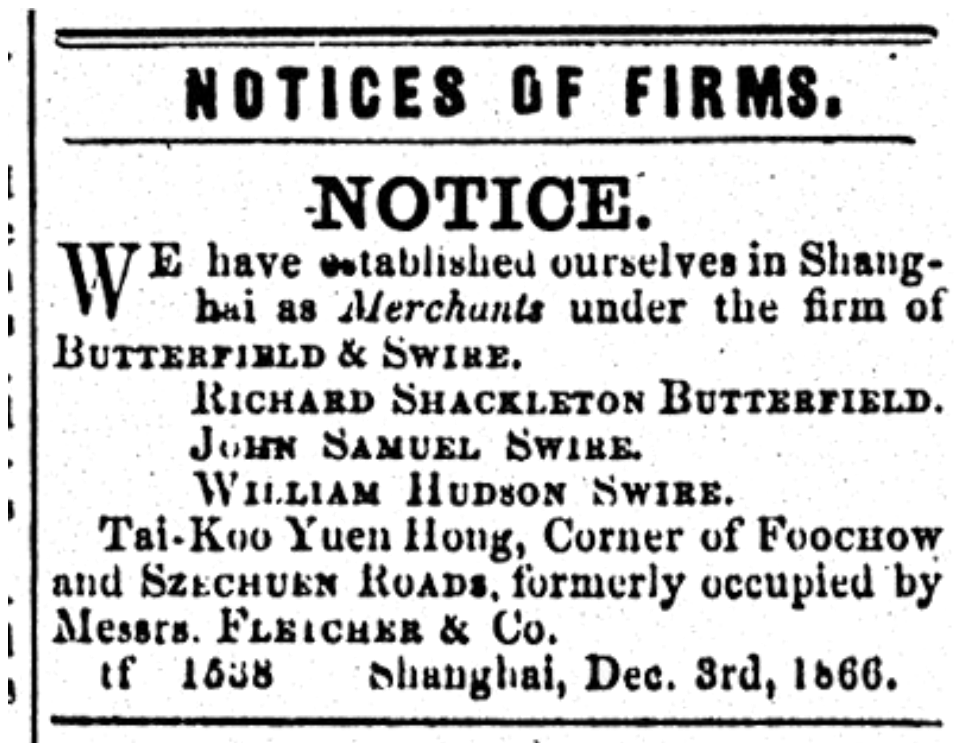 NOTICES OF FIRMS.
NOTICE.
WE have established ourselves in Shang-
hai as Merchants under the firm of
BUTTERFIELD & SWIRE.
RICHARD SHACKLETON BUTTERFIELD.
JOHN SAMUEL SWIRE.
WILLIAM HUDSON SWIRE.
Tai-Koo Yuen Hong, Corner of FOOCHOW
and SZECHUEN ROADS, formerly occupied by
Messrs. FLETCHER & Co.
tf 1538 Shanghai, Dec. 3rd, 1866.